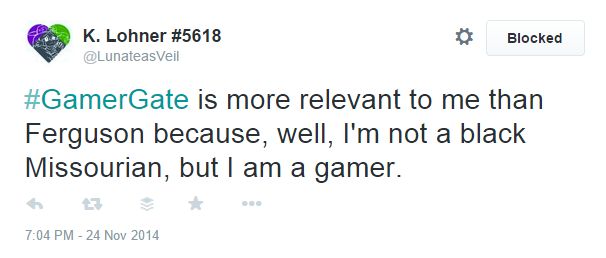 K. Lohner #5618
@LunateasVeil
Blocked
#GamerGate is more relevant to me than
Ferguson because, well, I'm not a black
Missourian, but I am a gamer.
7:04 PM - 24 Nov 2014